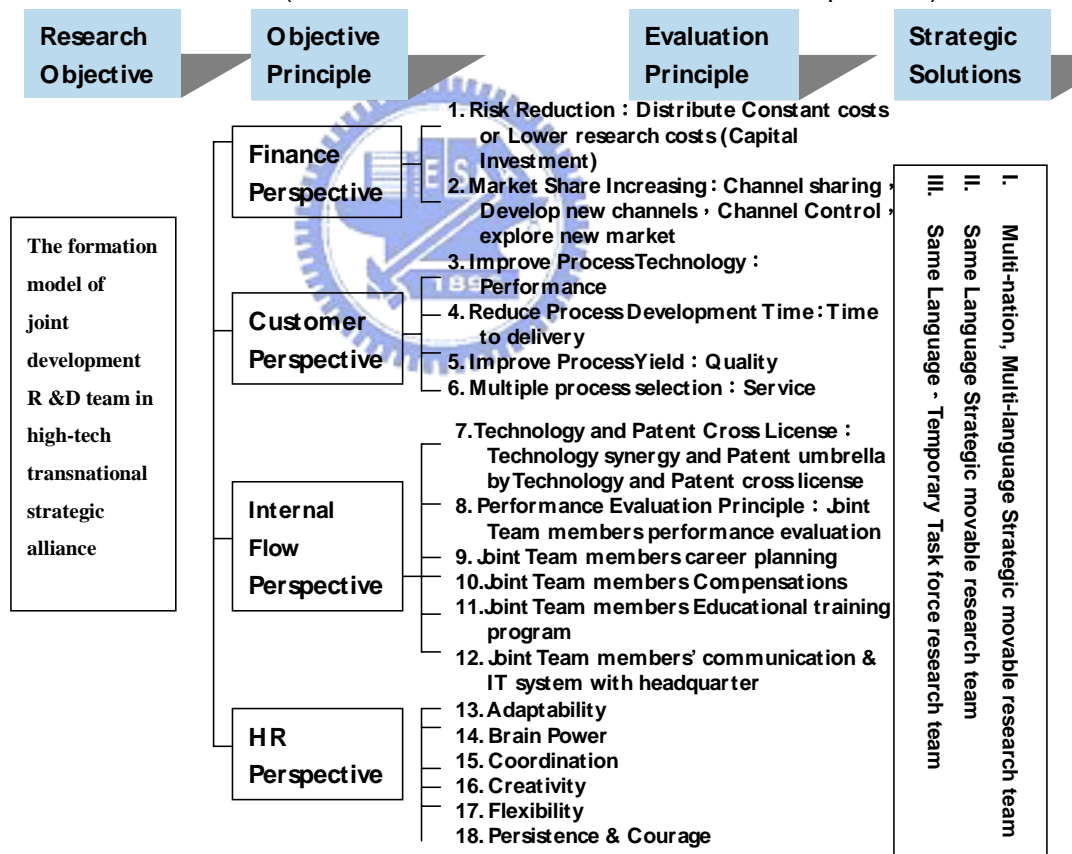 Research
Objective
Objective
Principle
Evaluation
Principle
Strategic
Solutions
The formation
model of
joint
development
R &D team in
high-tech
transnational
strategic
alliance
Finance
Perspective
Customer
Perspective
Internal
Flow
Perspective
HR
Perspective
1. Risk Reduction：Distribute Constant costs
or Lower research costs (Capital
Investment)
2. Market Share Increasing：Channel sharing，
Develop new channels，Channel Control，
explore new market
3. Improve ProcessTechnology：
Performance
4. Reduce Process Development Time：Time
to delivery
5. Improve ProcessYield：Quality
6. Multiple process selection：Service
7.Technology and Patent Cross License：
Technology synergy and Patent umbrella
by Technology and Patent cross license
8. Performance Evaluation Principle：Joint
Team members performance evaluation
9. Joint Team members career planning
10.Joint Team members Compensations
11.Joint Team members Educational training
program
12. Joint Team members' communication &
IT system with headquarter
13. Adaptability
14. Brain Power
15. Coordination
16. Creativity
17. Flexibility
18. Persistence & Courage
I. Multi-nation, Multi-language Strategic movable research team
II. Same Language Strategic movable research team
III. Same Language，Temporary Task force research team
ES
189